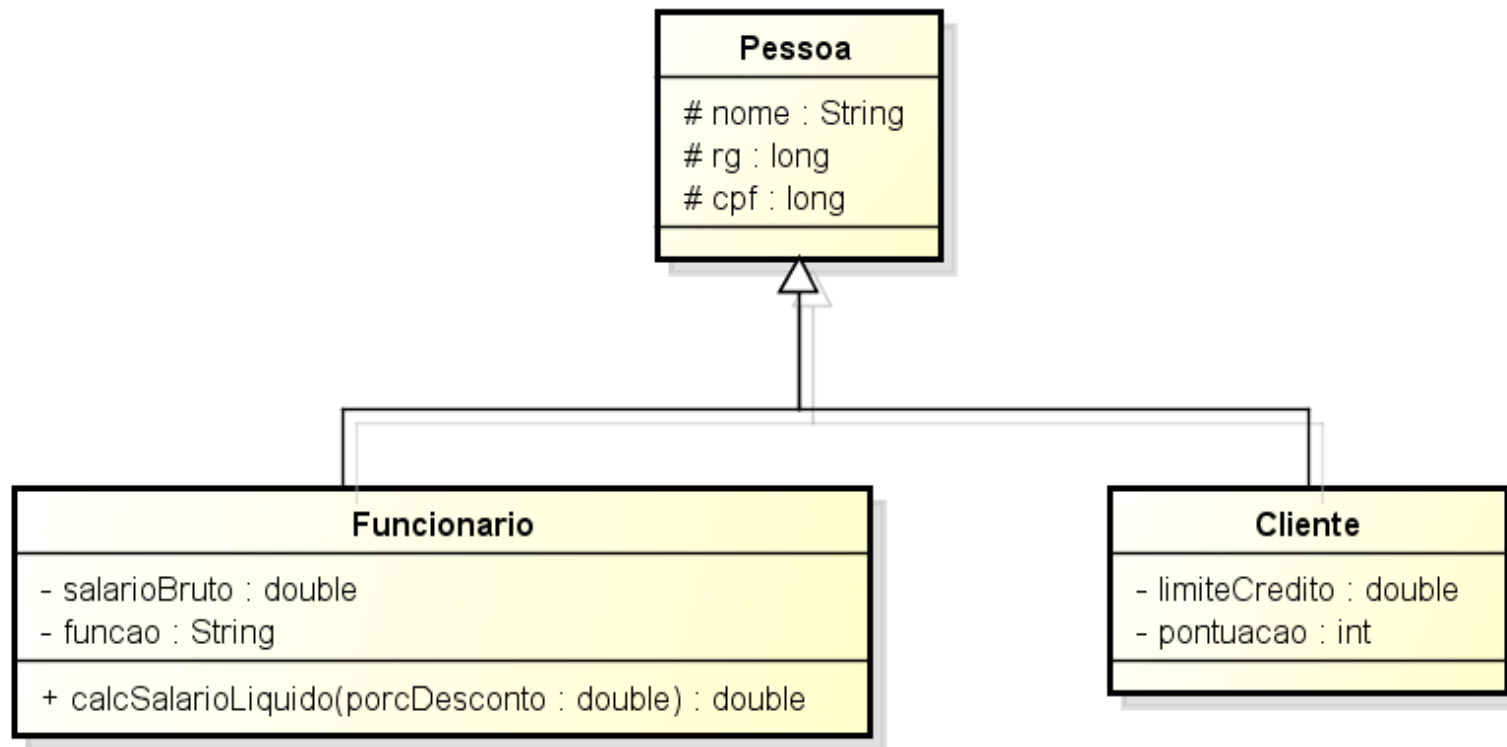 Pessoa
# nome : String
# rg : long
# cpf : long
Funcionario
- salarioBruto : double
- funcao : String
+ calcSalarioLiquido(porcDesconto : double) : double
Cliente
- limiteCredito : double
- pontuacao : int